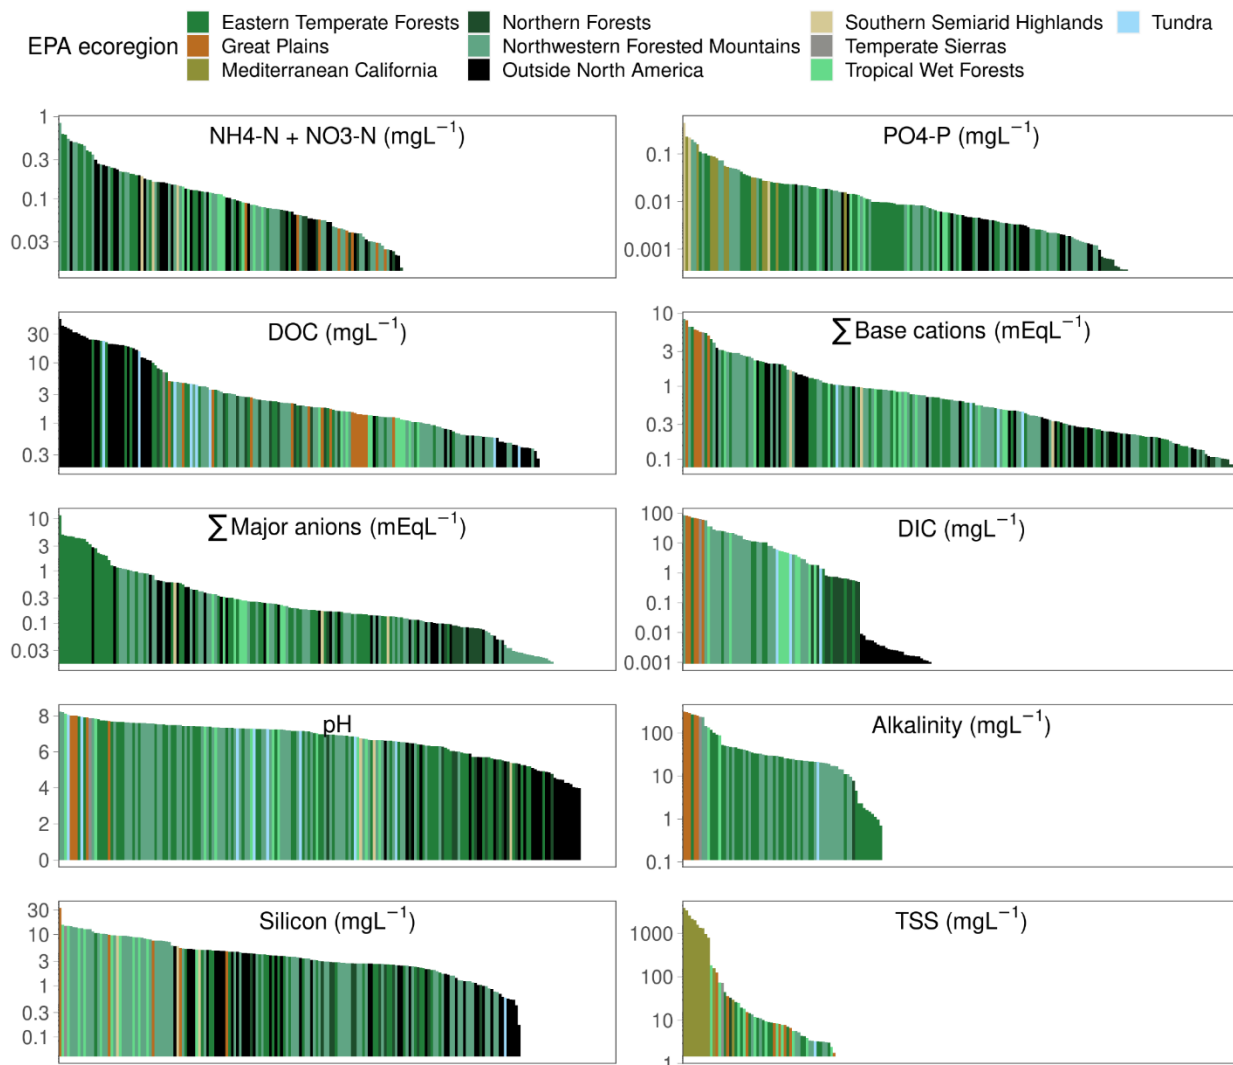 EPA ecoregion
Eastern Temperate Forests
Great Plains
Mediterranean California
Northern Forests
Northwestern Forested Mountains
Outside North America
Southern Semiarid Highlands
Temperate Sierras
Tropical Wet Forests
Tundra
NH4-N + NO3-N (mgL⁻¹)
1
0.3
0.1
0.03
PO4-P (mgL⁻¹)
0.1
0.01
0.001
DOC (mgL⁻¹)
30
10
3
1
0.3
∑Base cations (mEqL⁻¹)
10
3
1
0.3
0.1
∑Major anions (mEqL⁻¹)
10
3
1
0.3
0.1
0.03
DIC (mgL⁻¹)
100
10
1
0.1
0.01
0.001
pH
8
6
4
2
0
Alkalinity (mgL⁻¹)
100
10
1
0.1
Silicon (mgL⁻¹)
30
10
3
1
0.3
0.1
TSS (mgL⁻¹)
1000
100
10
1